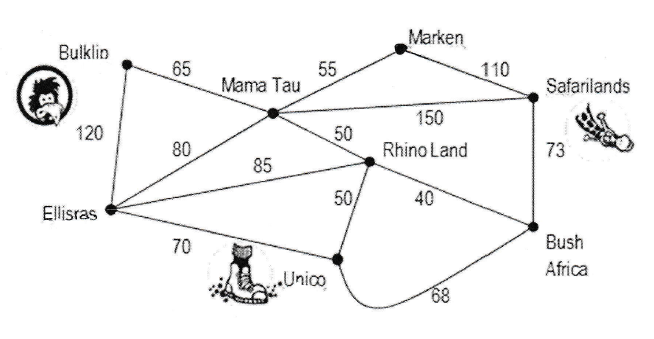 Marken
Bulklip
65
55
110
Mama Tau
Safarilands
150
120
50
73
80
Rhino Land
85
50
40
Ellisras
70
Unico
Bush
Africa
68